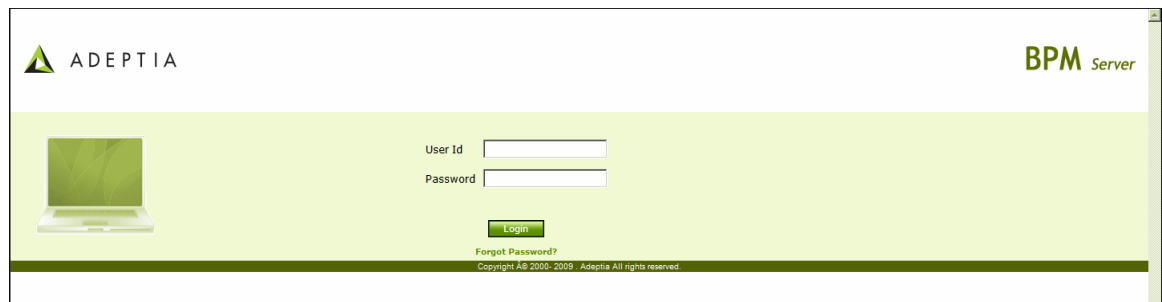 ADEPTIA
BPM Server
User Id
Password
Login
Forgot Password?
Copyright Â® 2000- 2009 . Adeptia All rights reserved.